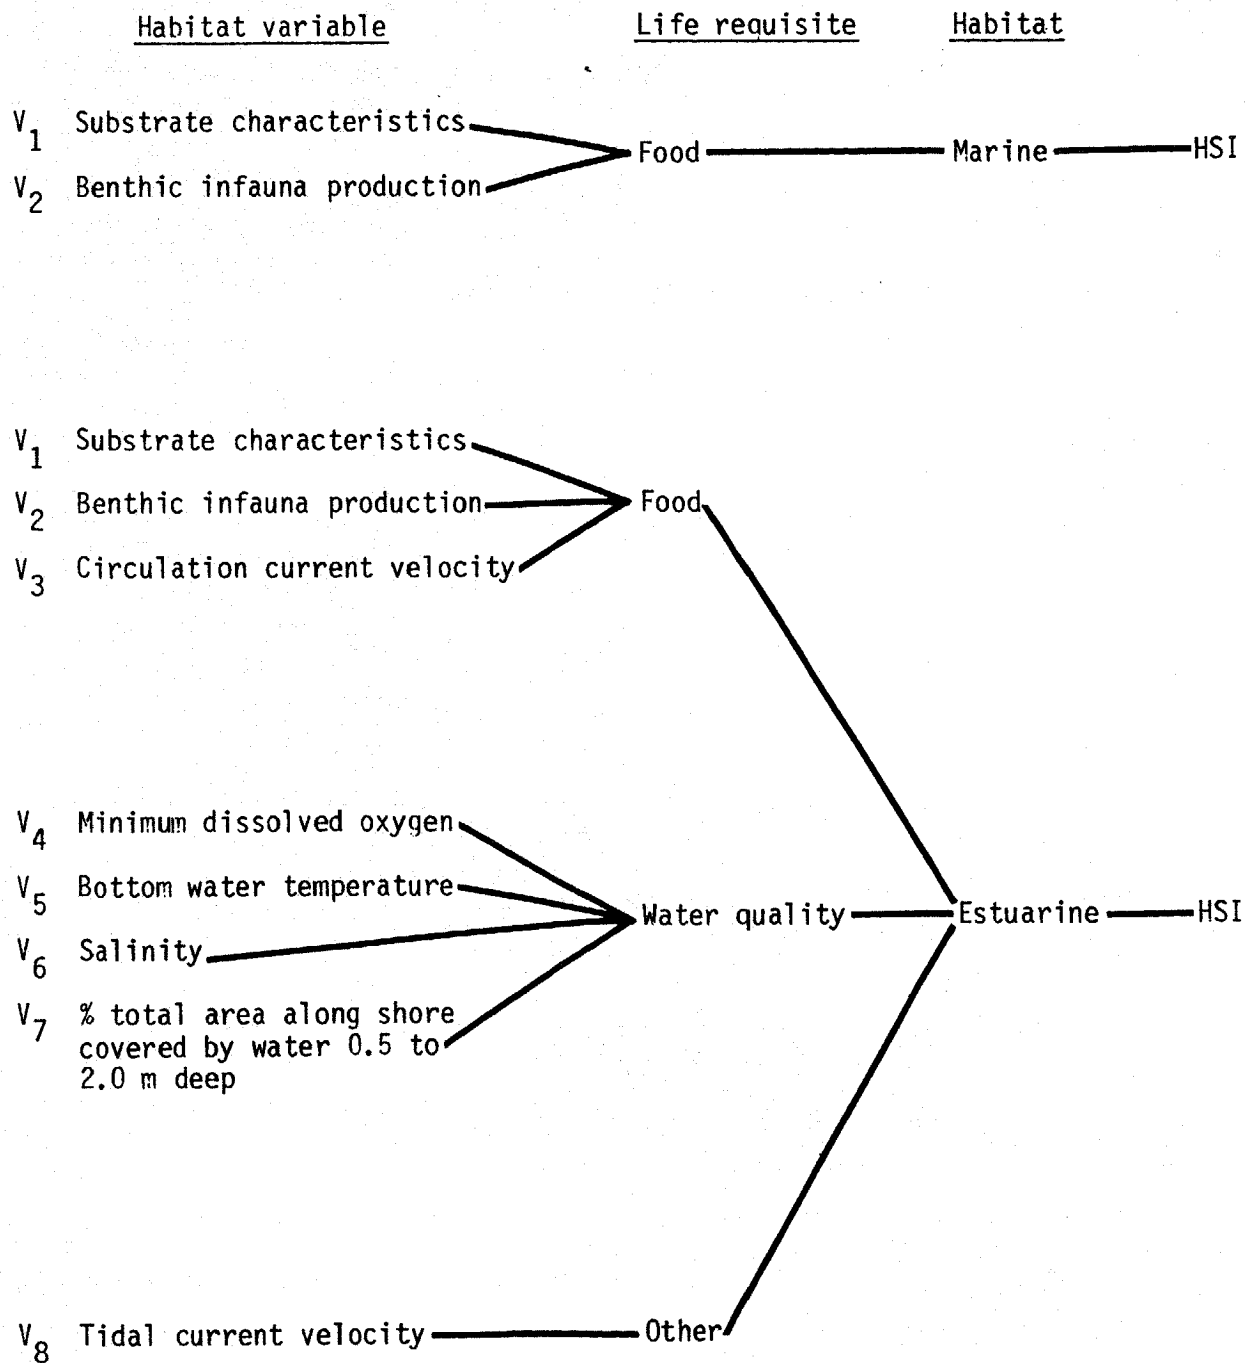 Habitat variable Life requisite Habitat
V1 Substrate characteristics
Food Marine HSI
V2 Benthic infauna production
V1 Substrate characteristics
V2 Benthic infauna production Food
V3 Circulation current velocity
V4 Minimum dissolved oxygen
V5 Bottom water temperature
Water quality Estuarine HSI
V6 Salinity
V7 % total area along shore
covered by water 0.5 to
2.0 m deep
V8 Tidal current velocity Other